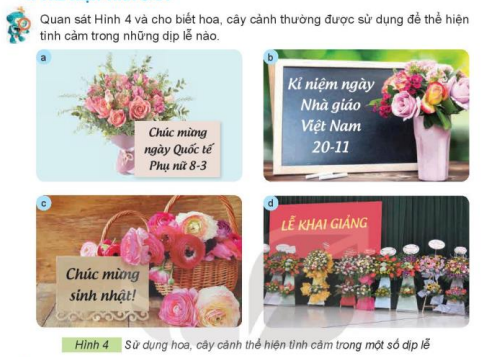 Quan sát Hình 4 và cho biết hoa, cây cảnh thường được sử dụng để thể hiện
tình cảm trong những dịp lễ nào.
a
Chúc mừng
ngày Quốc tế
Phụ nữ 8-3
b
Kỉ niệm ngày
Nhà giáo
Việt Nam
20-11
c
Chúc mừng
sinh nhật!
d
LỄ KHAI GIẢNG
Hình 4 Sử dụng hoa, cây cảnh thể hiện tình cảm trong một số dịp lễ